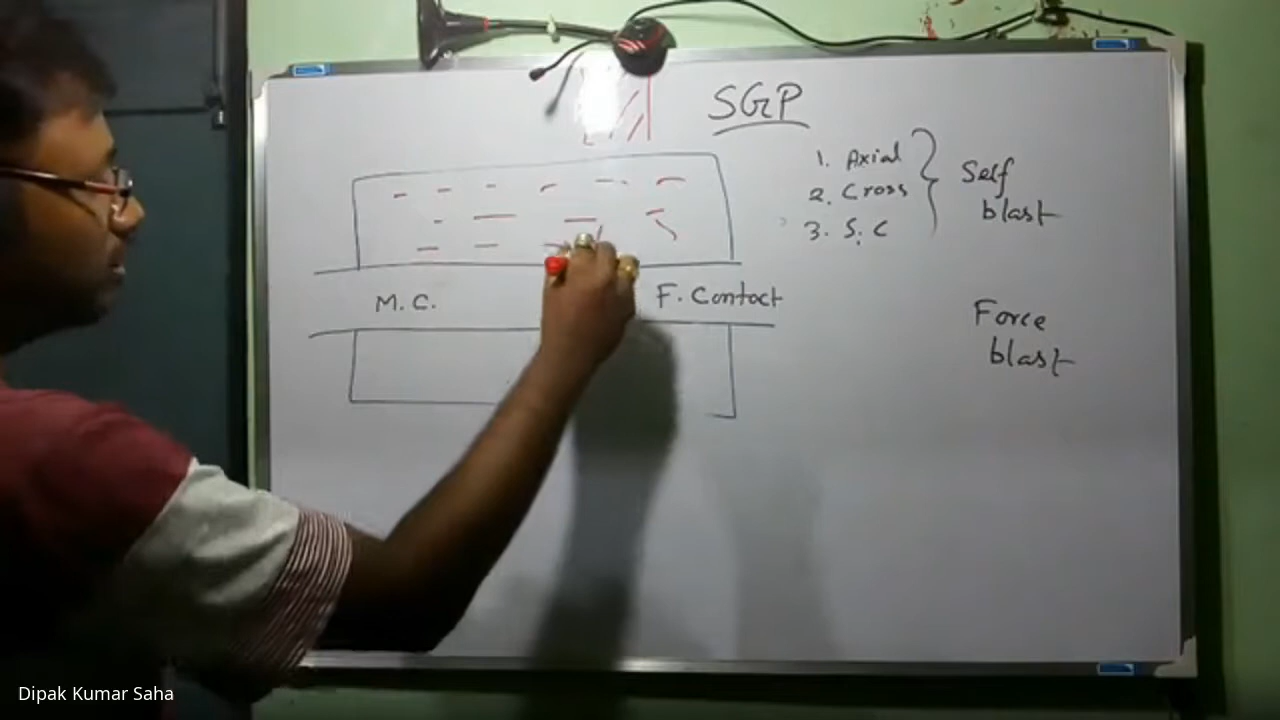 SGP
1. Axial
2. Cross
3. S. C
Self
blast
M. C.
F. Contact
Force
blast
Dipak Kumar Saha